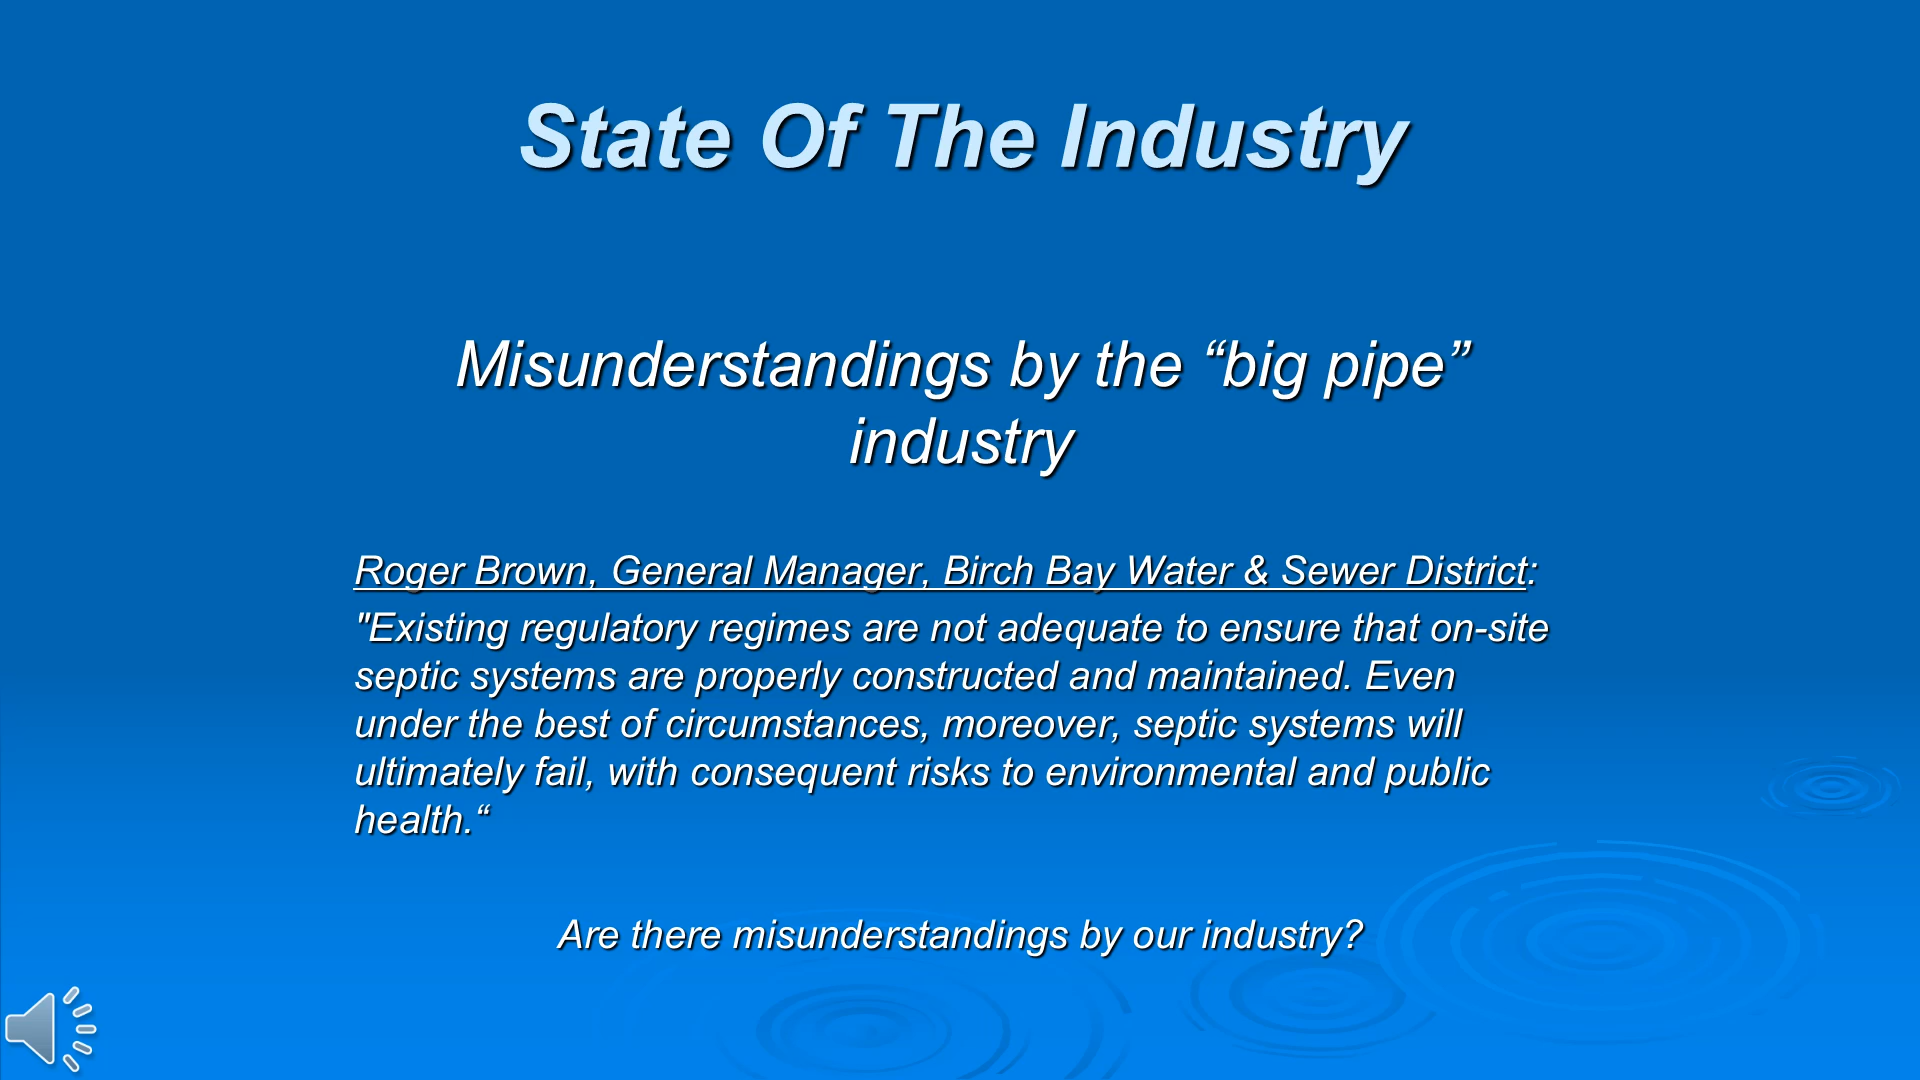 State Of The Industry
Misunderstandings by the “big pipe”
industry
Roger Brown, General Manager, Birch Bay Water & Sewer District:
"Existing regulatory regimes are not adequate to ensure that on-site
septic systems are properly constructed and maintained. Even
under the best of circumstances, moreover, septic systems will
ultimately fail, with consequent risks to environmental and public
health.“
Are there misunderstandings by our industry?